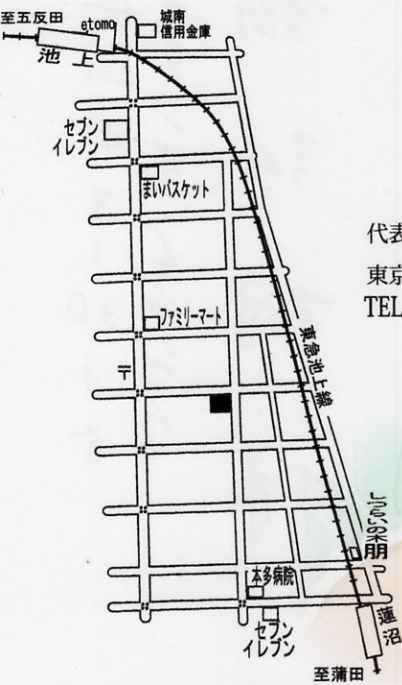 至五反田
etomo
城南
信用金庫
池上
セブン
イレブン
まいバスケット
代表
東京
TEL
ファミリーマート
東急池上線
〒
しつらいの木
朋
本多病院
蓮沼
セブン
イレブン
至蒲田